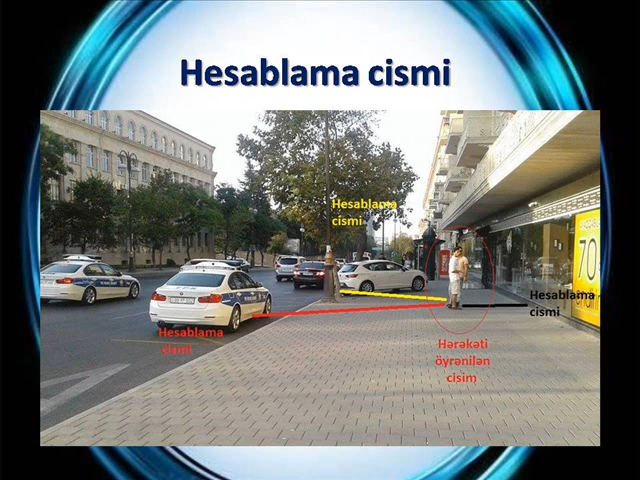 Hesablama cismi
Hesablama
cismi
Hesablama
cismi
Hesablama
cismi
Hərəkəti
öyrənilən
cisim
70